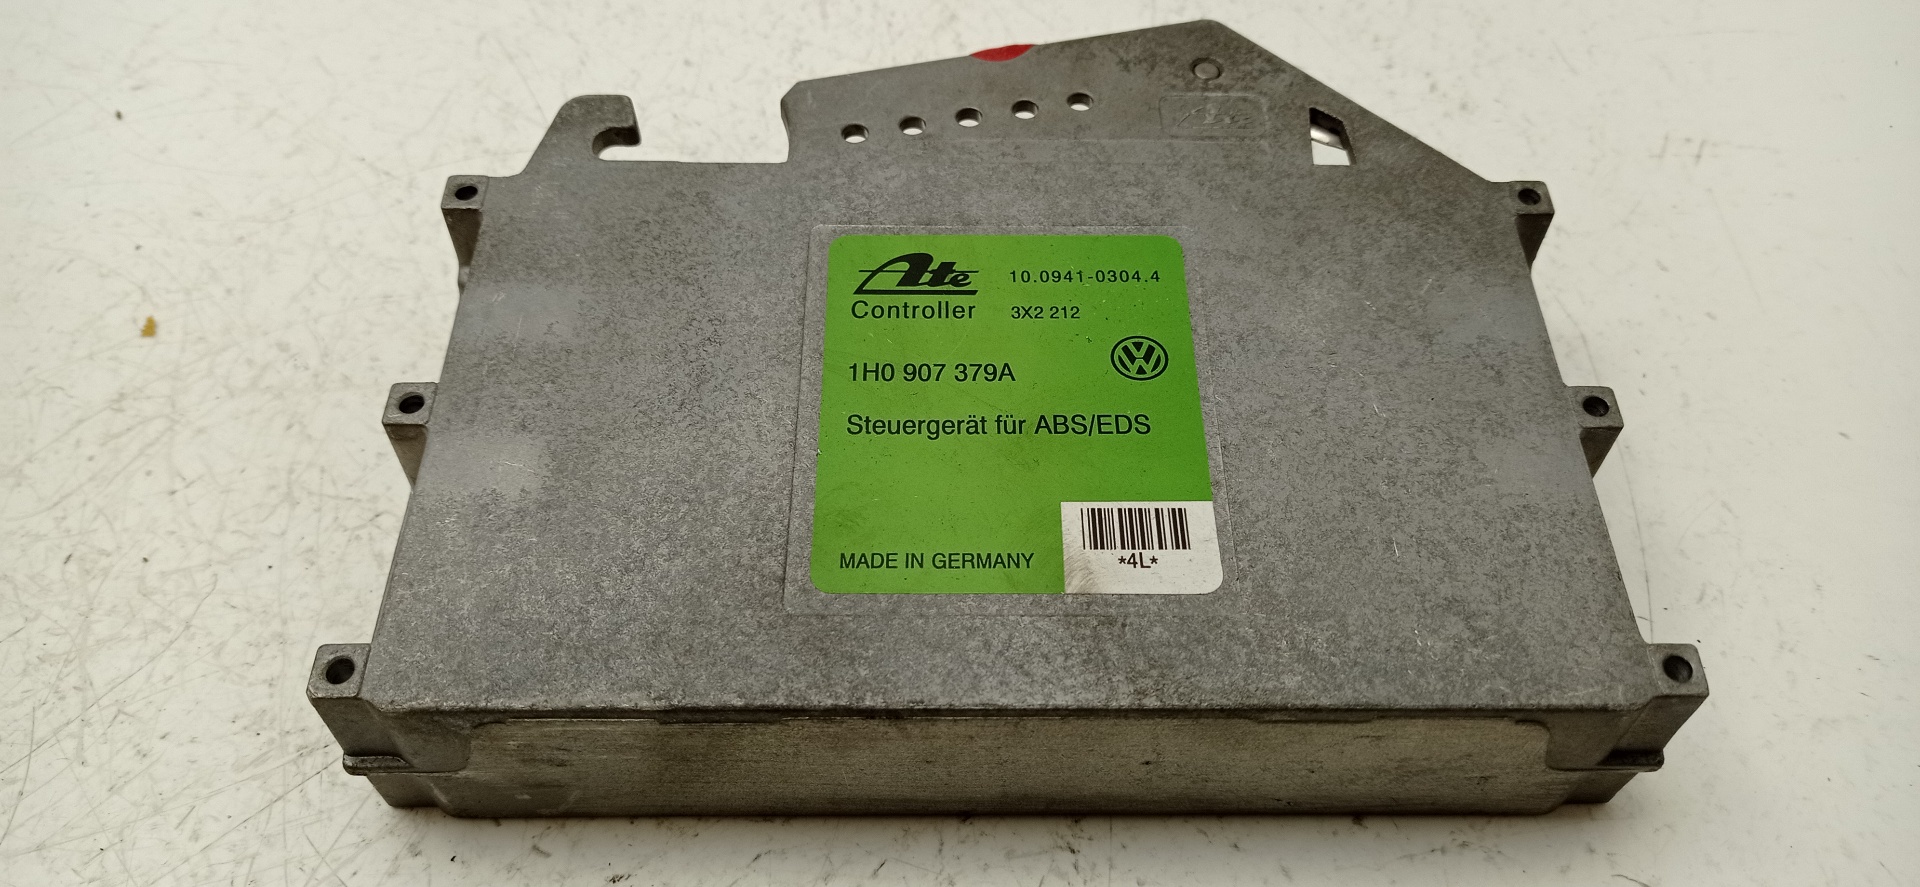 Ate 10.0941-0304.4
Controller 3X2 212
1H0 907 379A
Steuergerät für ABS/EDS
MADE IN GERMANY
*4L*